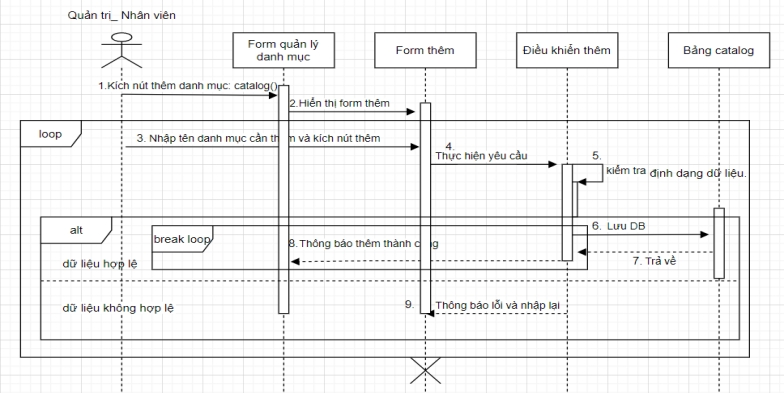 Quản trị_ Nhân viên
Form quản lý
danh mục
Form thêm
Điều khiển thêm
Bảng catalog
1.Kích nút thêm danh mục: catalog()
2.Hiển thị form thêm
loop
3. Nhập tên danh mục cần thêm và kích nút thêm
4.
Thực hiện yêu cầu
5.
kiểm tra định dạng dữ liệu.
alt
break loop
6. Lưu DB
8.Thông báo thêm thành công
7. Trả về
dữ liệu hợp lệ
dữ liệu không hợp lệ
9. Thông báo lỗi và nhập lại